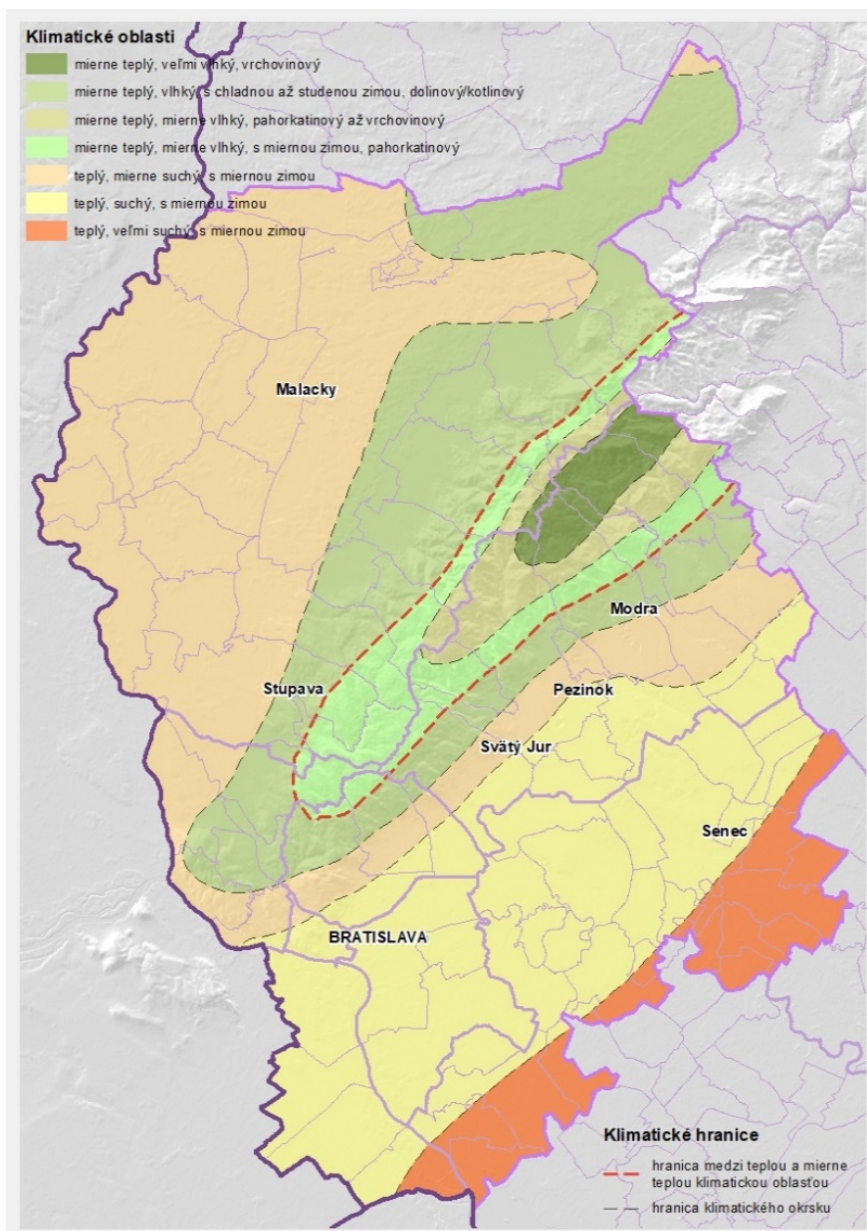 Klimatické oblasti
mierne teplý, veľmi vlhký, vrchovinový
mierne teplý, vlhký, s chladnou až studenou zimou, dolinový/kotlinový
mierne teplý, mierne vlhký, pahorkatinový až vrchovinový
mierne teplý, mierne vlhký, s miernou zimou, pahorkatinový
teplý, mierne suchý, s miernou zimou
teplý, suchý, s miernou zimou
teplý, veľmi suchý, s miernou zimou
Malacky
Modra
Stupava
Pezinok
Svätý Jur
Senec
BRATISLAVA
Klimatické hranice
hranica medzi teplou a mierne
teplou klimatickou oblasťou
hranica klimatického okrsku